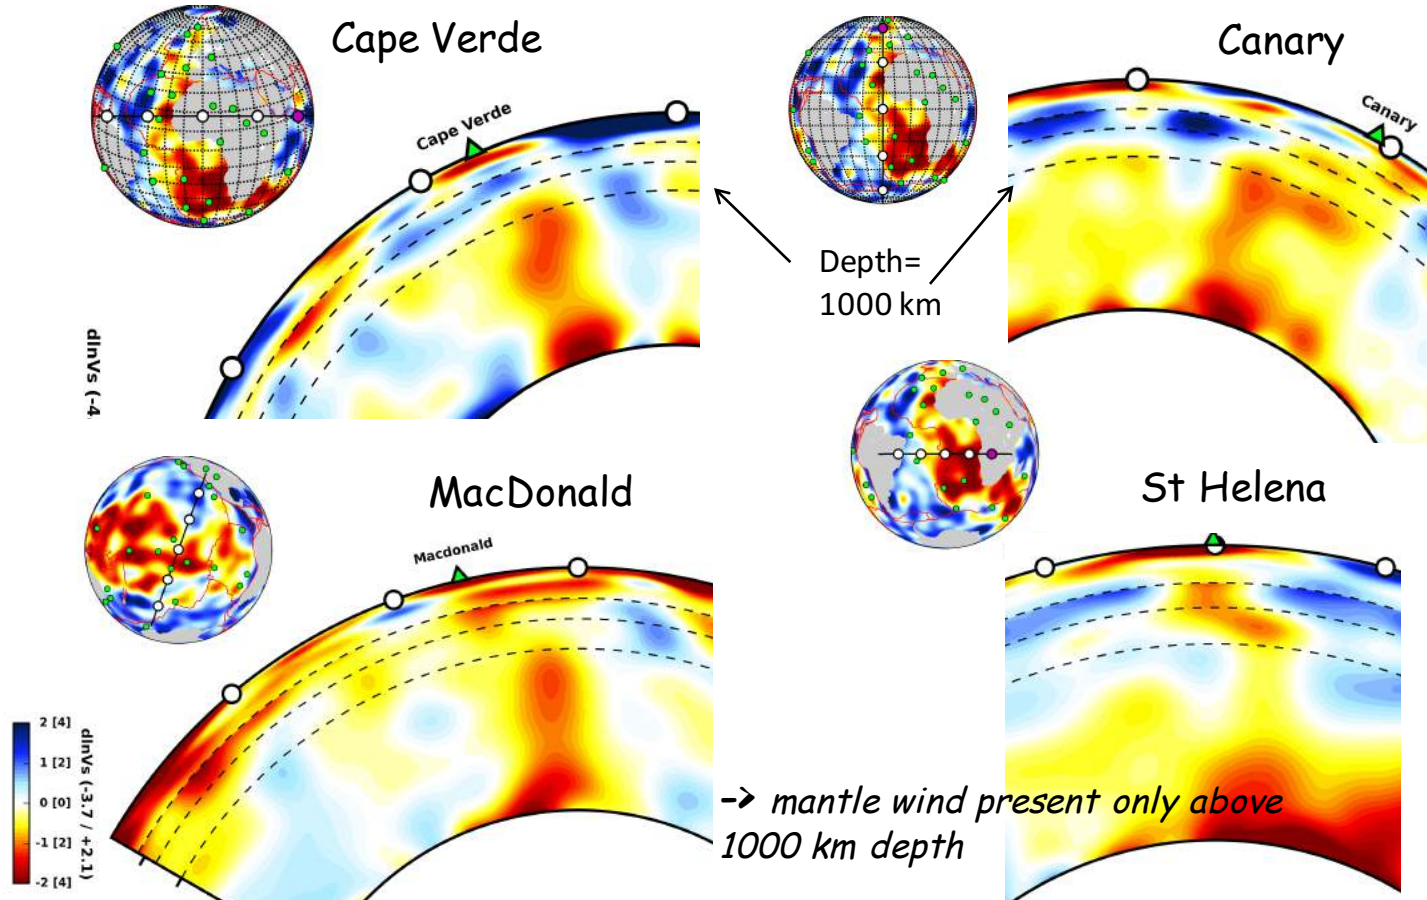 Cape Verde
Canary
Cape Verde
Canary
Depth=
1000 km
dlnVs (-4
MacDonald
St Helena
Macdonald
2 [4]
1 [2]
0 [0]
-1 [2]
-2 [4]
dlnVs (-3.7 / +2.1)
-> mantle wind present only above
1000 km depth